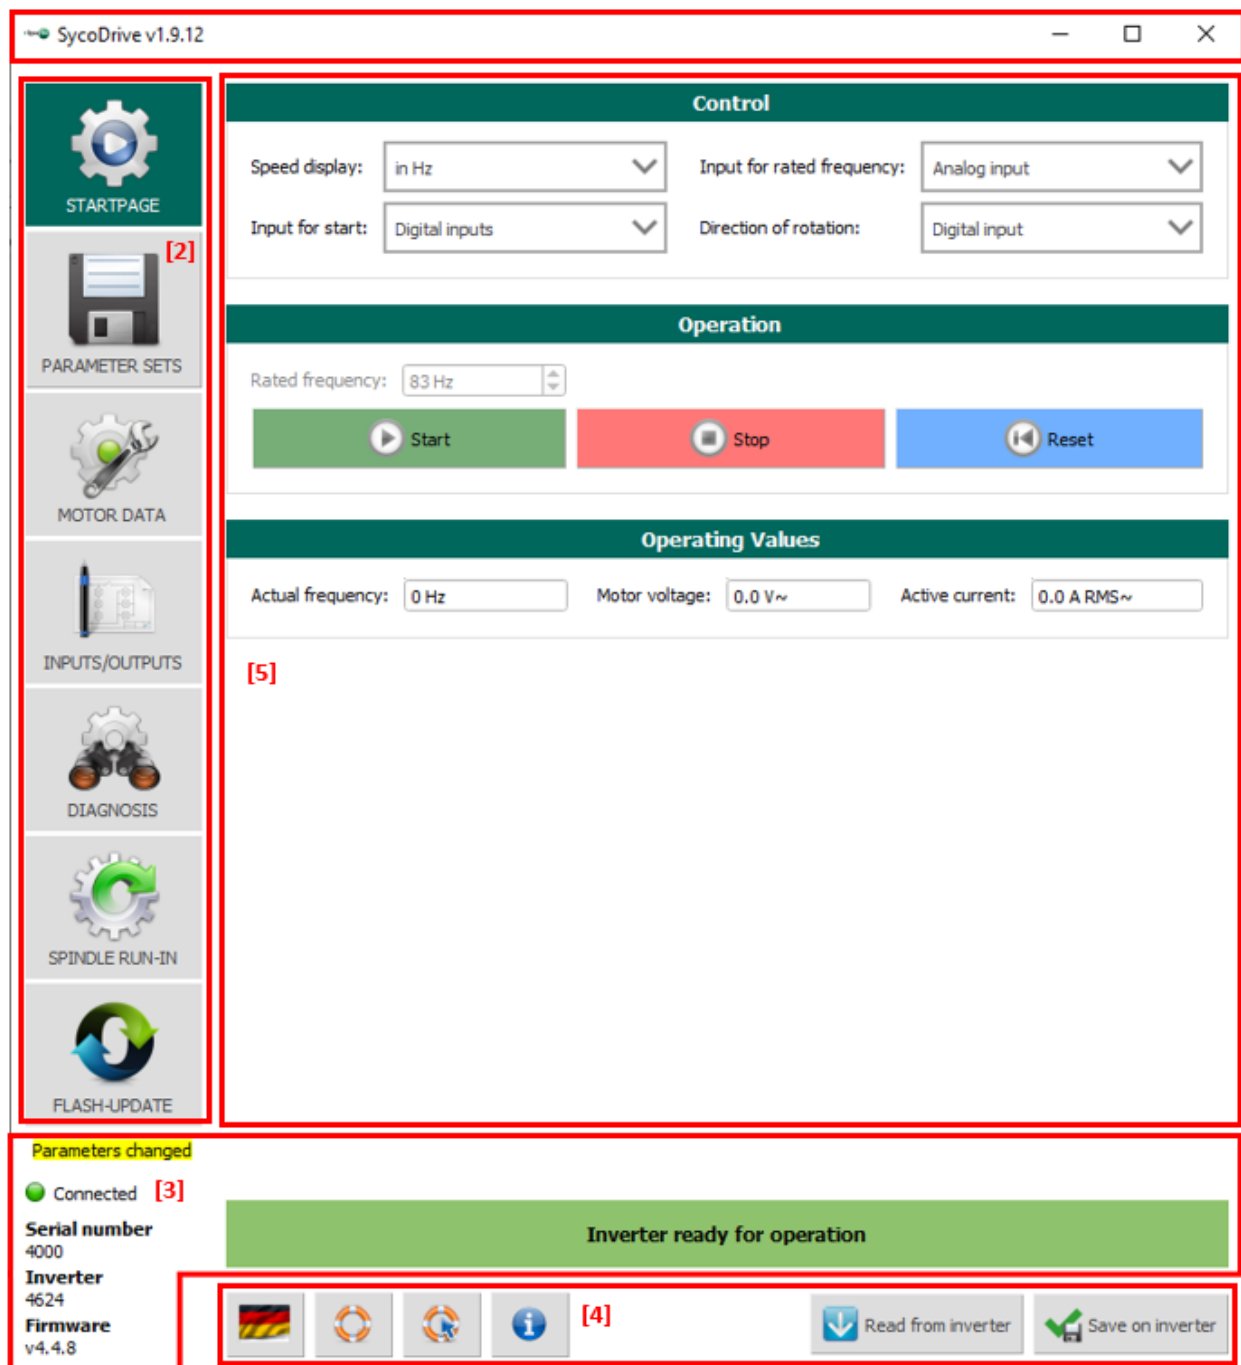 SycoDrive v1.9.12
STARTPAGE
[2]
PARAMETER SETS
MOTOR DATA
INPUTS/OUTPUTS
DIAGNOSIS
SPINDLE RUN-IN
FLASH-UPDATE
Control
Speed display: in Hz Input for rated frequency: Analog input
Input for start: Digital inputs Direction of rotation: Digital input
Operation
Rated frequency: 83 Hz
Start Stop Reset
Operating Values
Actual frequency: 0 Hz Motor voltage: 0.0 V~ Active current: 0.0 A RMS~
[5]
Parameters changed
Connected [3]
Serial number
4000
Inverter
4624
Firmware
v4.4.8
Inverter ready for operation
[4]
Read from inverter Save on inverter